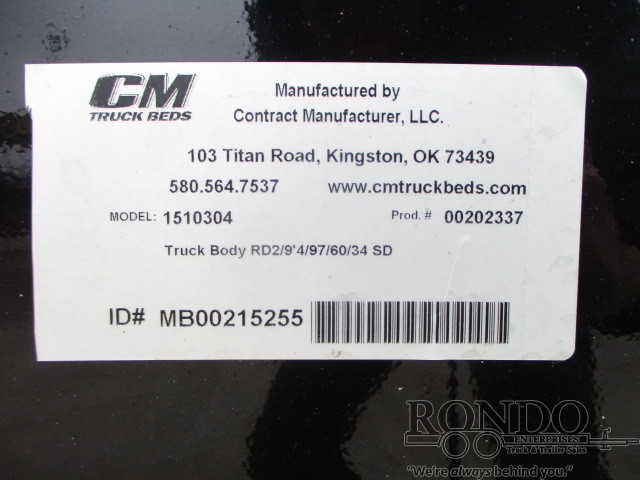 CM
TRUCK BEDS
Manufactured by
Contract Manufacturer, LLC.
103 Titan Road, Kingston, OK 73439
580.564.7537 www.cmtruckbeds.com
MODEL: 1510304 Prod. # 00202337
Truck Body RD2/9'4/97/60/34 SD
ID# MB00215255
RONDO
ENTERPRISES
Truck & Trailer Sales
"We're always behind you."